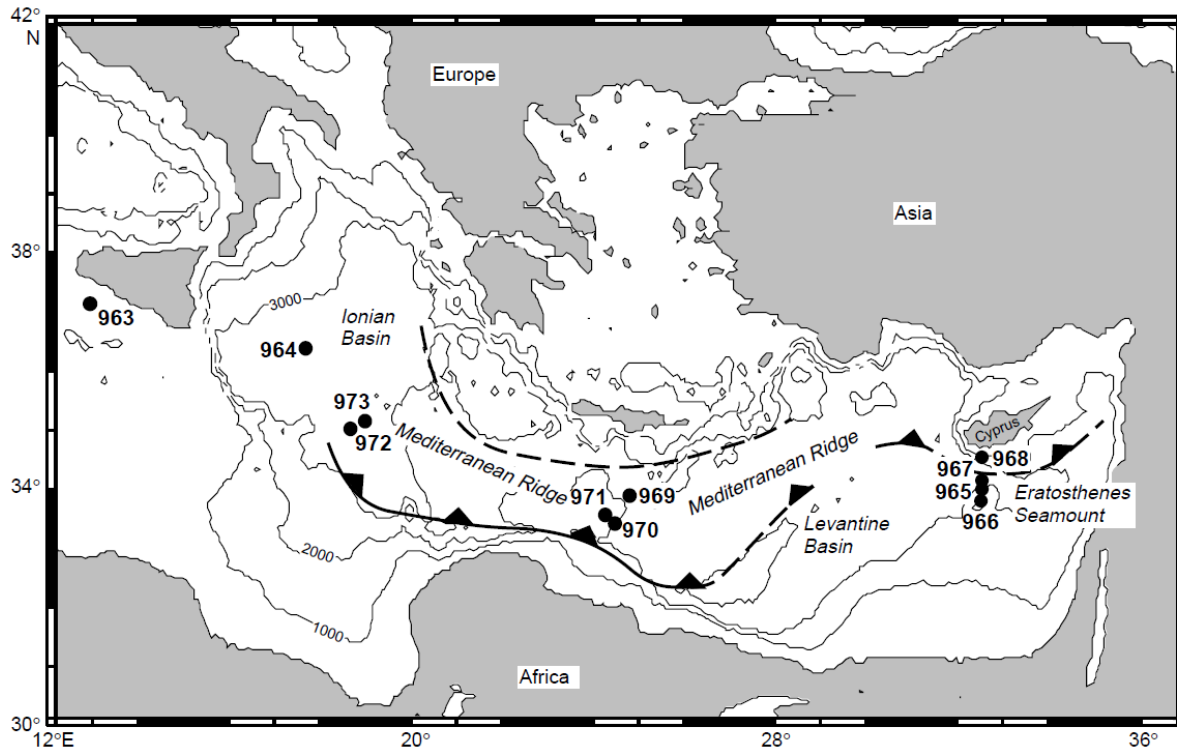 42°
N
Europe
Asia
38°
963
3000
Ionian
Basin
964
973
972
Mediterranean Ridge
Cyprus
967
968
965
966
Eratosthenes
Seamount
971
969
970
Mediterranean Ridge
Levantine
Basin
34°
2000
1000
Africa
30°
12°E
20°
28°
36°